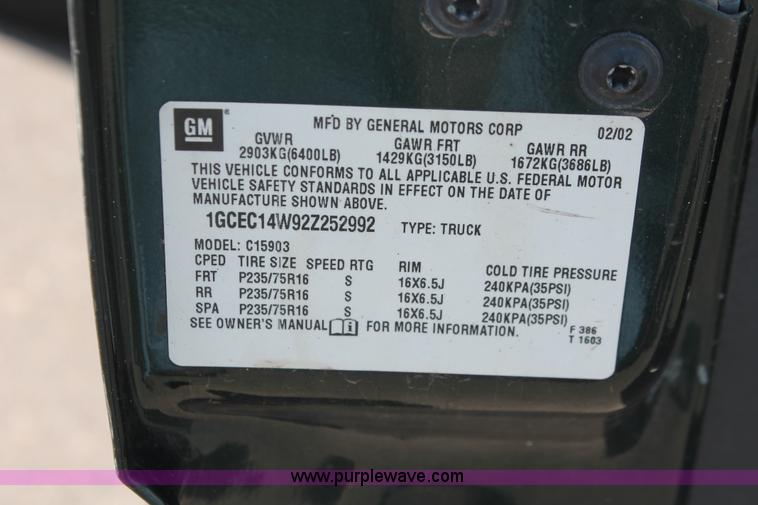 GM
MFD BY GENERAL MOTORS CORP 02/02
GVWR GAWR FRT GAWR RR
2903KG(6400LB) 1429KG(3150LB) 1672KG(3686LB)
THIS VEHICLE CONFORMS TO ALL APPLICABLE U.S. FEDERAL MOTOR
VEHICLE SAFETY STANDARDS IN EFFECT ON THE DATE OF
MANUFACTURE SHOWN ABOVE.
1GCEC14W92Z252992 TYPE: TRUCK
MODEL: C15903
CPED TIRE SIZE SPEED RTG RIM COLD TIRE PRESSURE
FRT P235/75R16 S 16X6.5J 240KPA(35PSI)
RR P235/75R16 S 16X6.5J 240KPA(35PSI)
SPA P235/75R16 S 16X6.5J 240KPA(35PSI)
SEE OWNER'S MANUAL FOR MORE INFORMATION.
F 386
T 1603
www.purplewave.com